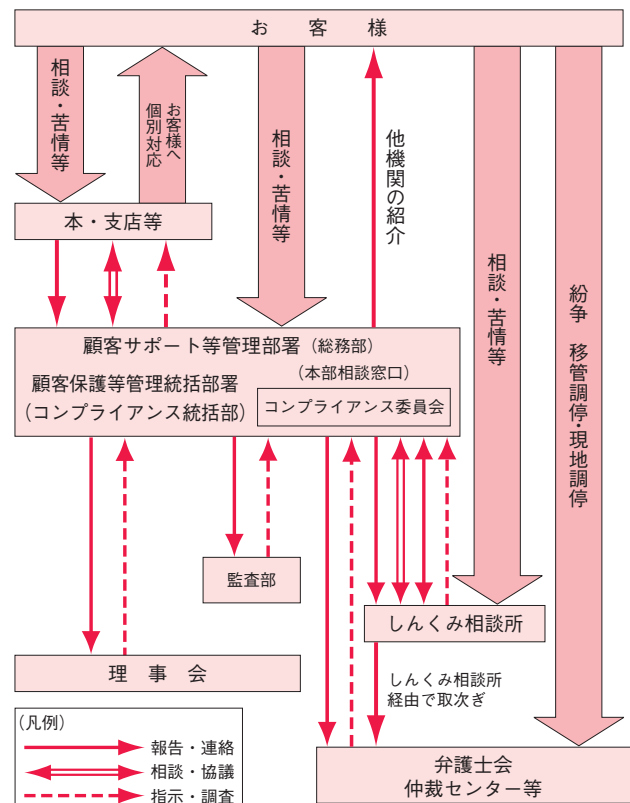 お客様
相談・苦情等
お客様へ
個別対応
相談・苦情等
他機関の紹介
相談・苦情等
紛争 移管調停・現地調停
本・支店等
顧客サポート等管理部署(総務部)
(本部相談窓口)
顧客保護等管理統括部署
(コンプライアンス統括部)
コンプライアンス委員会
監査部
しんくみ相談所
理事会
しんくみ相談所
経由で取次ぎ
弁護士会
仲裁センター等
(凡例)
報告・連絡
相談・協議
指示・調査